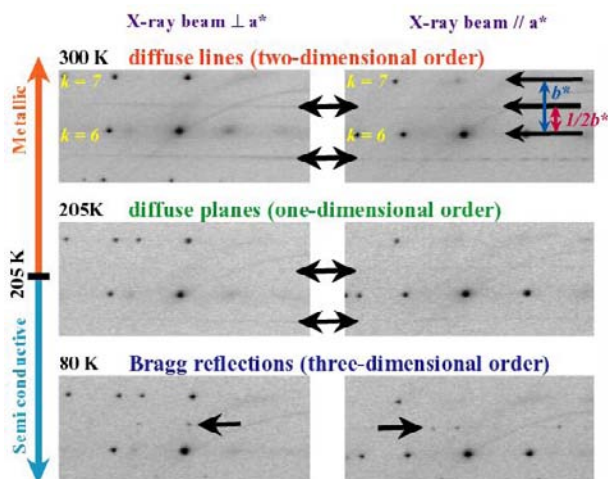 X-ray beam ⊥ a*
X-ray beam // a*
300 K
diffuse lines (two-dimensional order)
k = 7
k = 6
k = 7
b*
k = 6
1/2b*
Metallic
205K
diffuse planes (one-dimensional order)
205 K
80 K
Bragg reflections (three-dimensional order)
Semi conductive